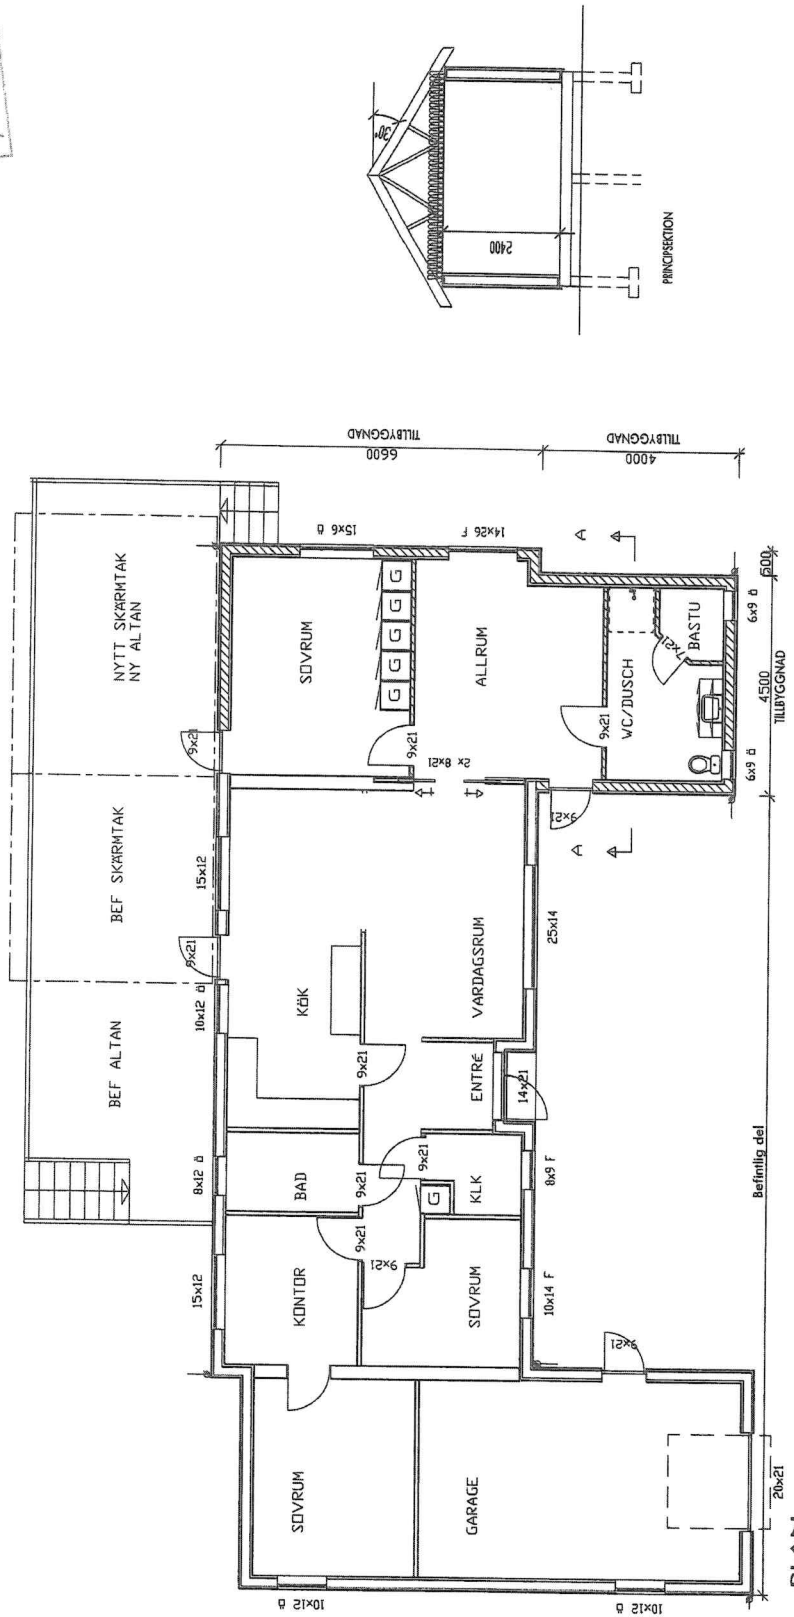 30°
2400
PRINCIPSEKTION
TILLBYGGNAD
6600
TILLBYGGNAD
4000
NYTT SKÄRMTAK
NY ALTAN
BEF SKÄRMTAK
BEF ALTAN
15x6 ö
14x26 F
A
500
6x9 ö
SOVRUM
G
G
G
G
G
ALLRUM
WC/DUSCH
BASTU
7x21
9x21
9x21
9x21
2x 8x21
9x21
A
4500
TILLBYGGNAD
6x9 ö
15x12
9x21
10x12 ö
KÖK
VARDAGSRUM
25x14
9x21
ENTRÉ
14x21
8x12 ö
BAD
9x21
9x21
G
KLK
8x9 F
Befintlig del
15x12
KONTOR
9x21
9x21
SOVRUM
10x14 F
9x21
SOVRUM
GARAGE
20x21
10x12 ö
10x12 ö
PLAN